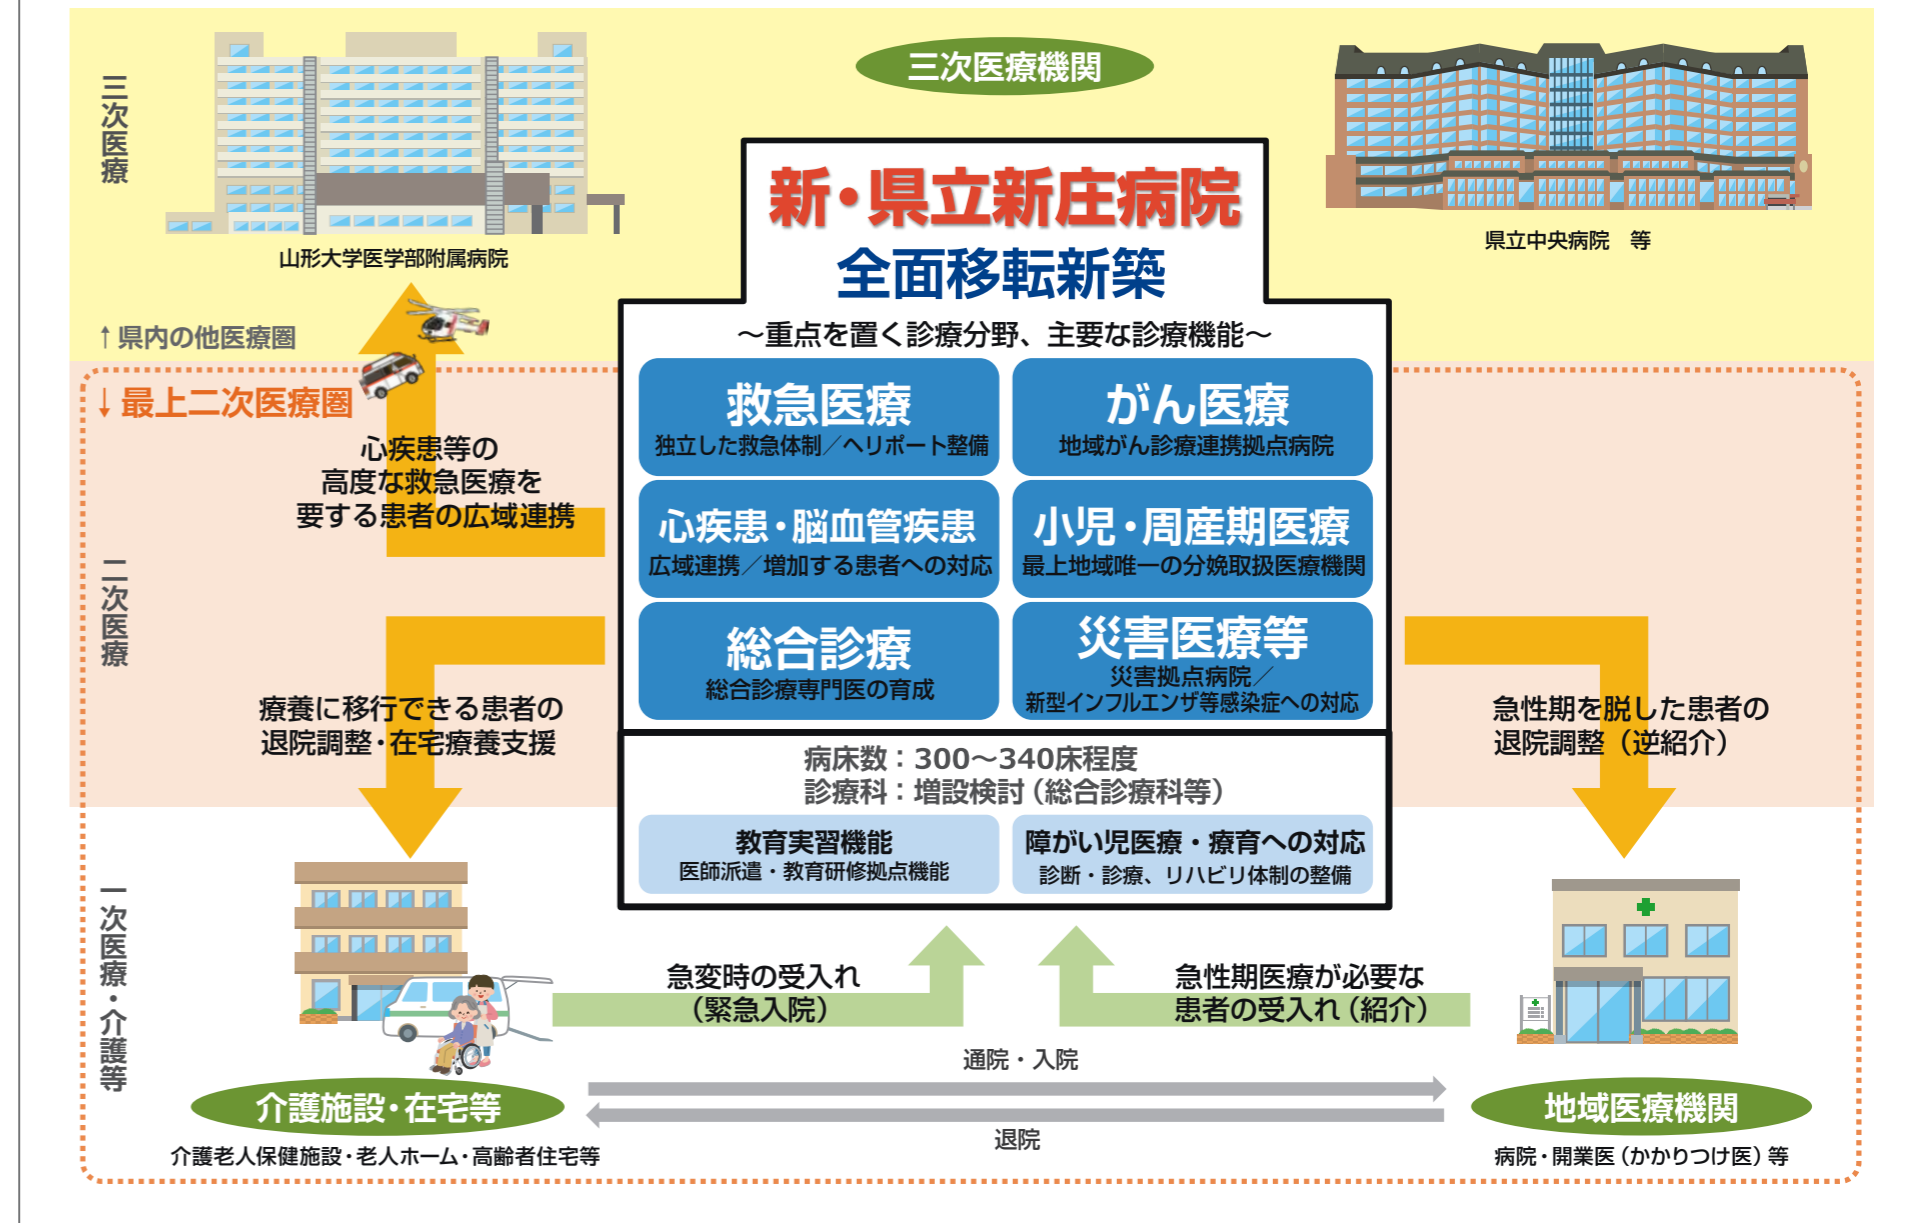 三次医療
三次医療機関
山形大学医学部附属病院
県立中央病院　等
新・県立新庄病院
全面移転新築
↑県内の他医療圏
↓最上二次医療圏
～重点を置く診療分野、主要な診療機能～
救急医療
独立した救急体制／ヘリポート整備
がん医療
地域がん診療連携拠点病院
心疾患・脳血管疾患
広域連携／増加する患者への対応
小児・周産期医療
最上地域唯一の分娩取扱医療機関
総合診療
総合診療専門医の育成
災害医療等
災害拠点病院／
新型インフルエンザ等感染症への対応
病床数：300～340床程度
診療科：増設検討（総合診療科等）
教育実習機能
医師派遣・教育研修拠点機能
障がい児医療・療育への対応
診断・診療、リハビリ体制の整備
心疾患等の
高度な救急医療を
要する患者の広域連携
二次医療
療養に移行できる患者の
退院調整・在宅療養支援
急性期を脱した患者の
退院調整（逆紹介）
一次医療・介護等
急変時の受入れ
（緊急入院）
急性期医療が必要な
患者の受入れ（紹介）
通院・入院
退院
介護施設・在宅等
介護老人保健施設・老人ホーム・高齢者住宅等
地域医療機関
病院・開業医（かかりつけ医）等